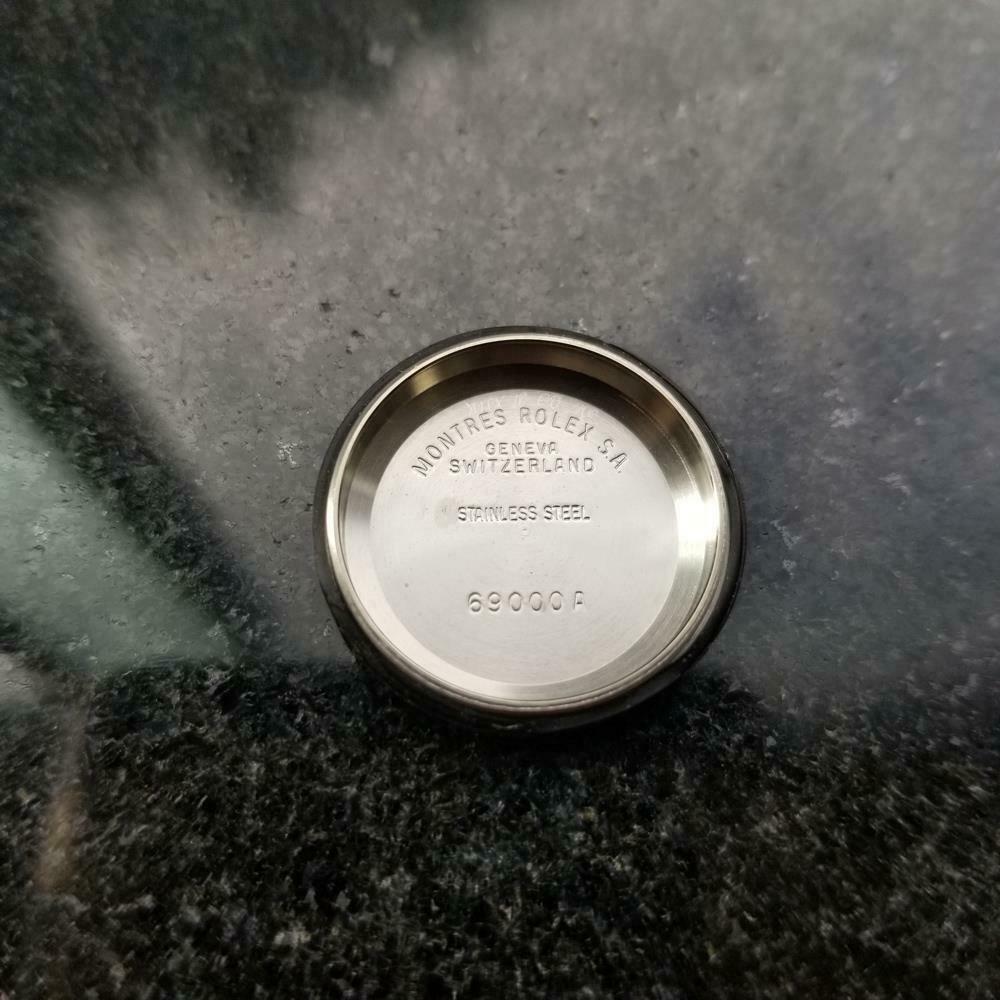 MONTRES ROLEX S.A.
GENEVA
SWITZERLAND
STAINLESS STEEL
69000A